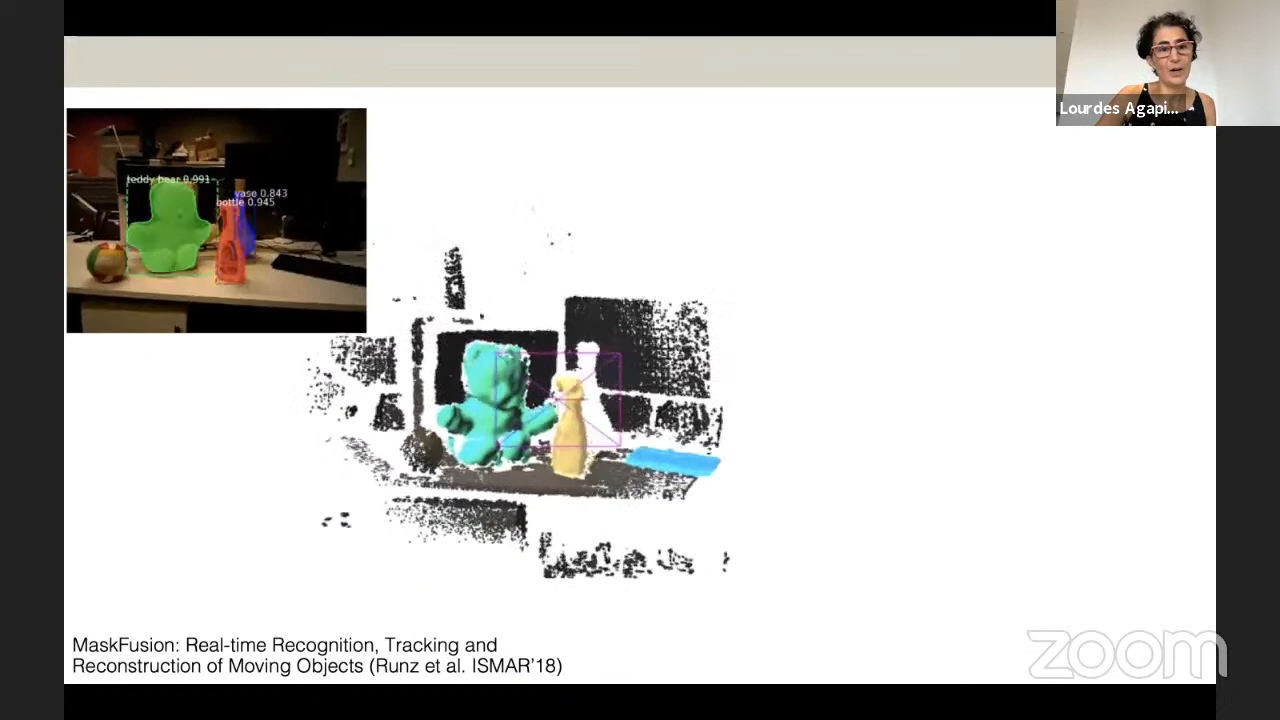 Lourdes Agapi...
teddy bear 0.991
vase 0.843
bottle 0.945
MaskFusion: Real-time Recognition, Tracking and
Reconstruction of Moving Objects (Runz et al. ISMAR'18)
zoom